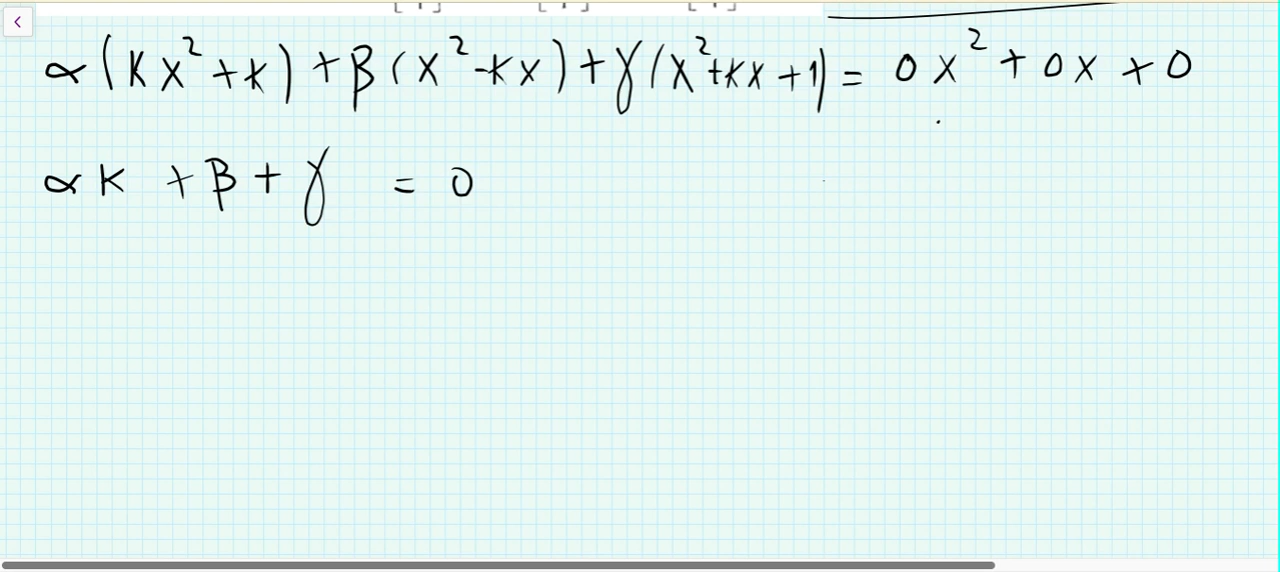 α(Kx²+k)+β(x²-kx)+γ(x²+kx+1)= 0x²+0x+0
αK +β+γ = 0